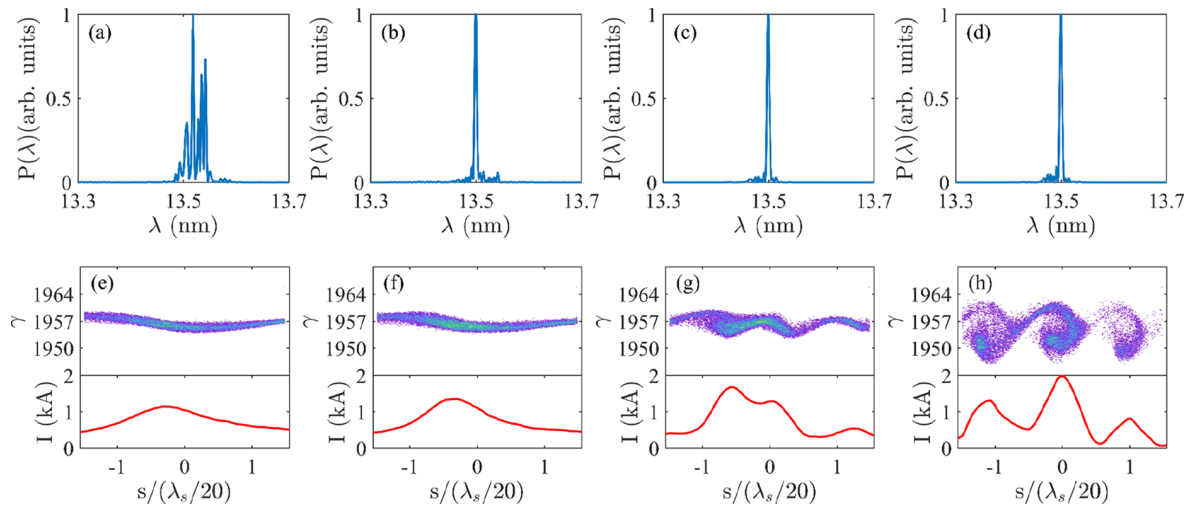 (a) (b) (c) (d)
P(λ)(arb. units) P(λ)(arb. units) P(λ)(arb. units) P(λ)(arb. units)
1 1 1 1
0.5 0.5 0.5 0.5
0 0 0 0
13.3 13.5 13.7 13.3 13.5 13.7 13.3 13.5 13.7 13.3 13.5 13.7
λ (nm) λ (nm) λ (nm) λ (nm)
(e) (f) (g) (h)
γ γ γ γ
1964 1964 1964 1964
1957 1957 1957 1957
1950 1950 1950 1950
I (kA) I (kA) I (kA) I (kA)
2 2 2 2
1 1 1 1
0 0 0 0
-1 0 1 -1 0 1 -1 0 1 -1 0 1
s/(λs/20) s/(λs/20) s/(λs/20) s/(λs/20)